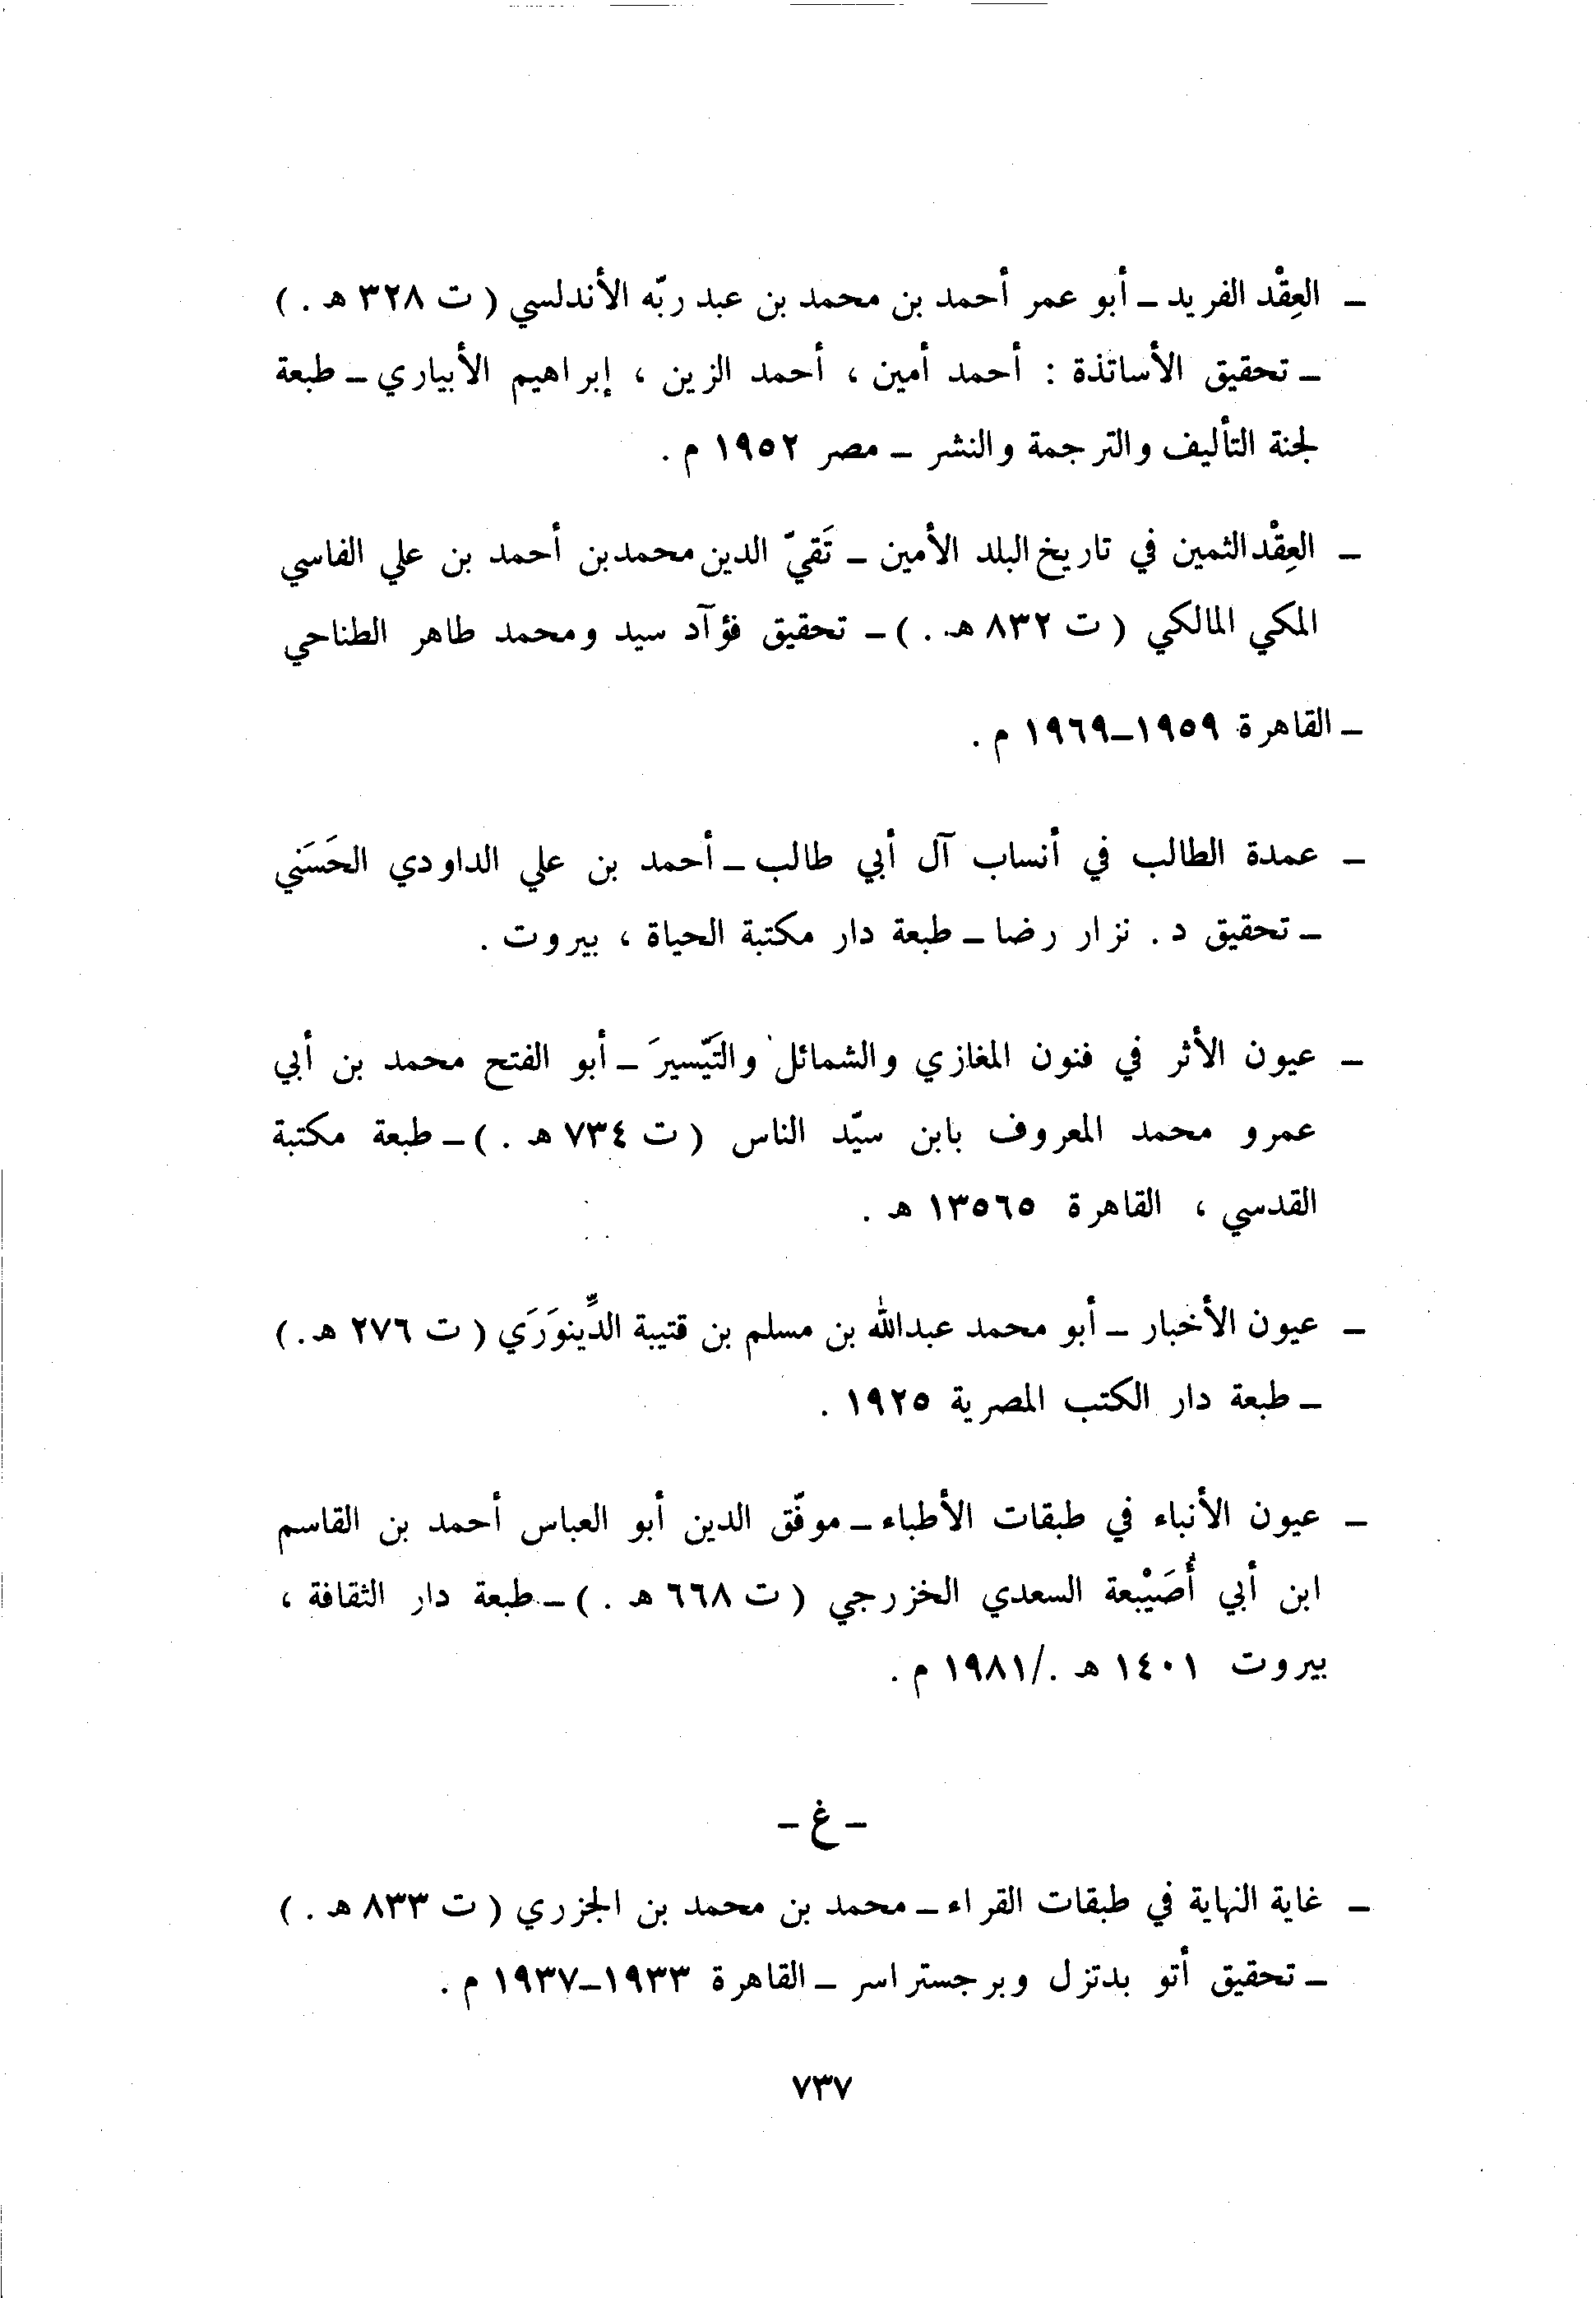 ـ العِقْد الفريد ـ أبو عمر أحمد بن محمد بن عبد ربّه الأندلسي ( ت ٣٢٨ هـ . )
ـ تحقيق الأساتذة : أحمد أمين ، أحمد الزين ، إبراهيم الأبياري ـ طبعة
لجنة التأليف والترجمة والنشر ـ مصر ١٩٥٢ م .
ـ العِقْد الثمين في تاريخ البلد الأمين ـ تَقيّ الدين محمد بن أحمد بن علي الفاسي
المكي المالكي ( ت ٨٣٢ هـ . ) ـ تحقيق فؤآد سيد ومحمد طاهر الطناحي
ـ القاهرة ١٩٥٩ـ١٩٦٩ م .
ـ عمدة الطالب في أنساب آل أبي طالب ـ أحمد بن علي الداودي الحَسَني
ـ تحقيق د . نزار رضا ـ طبعة دار مكتبة الحياة ، بيروت .
ـ عيون الأثر في فنون المغازي والشمائل والتَيّسيرَ ـ أبو الفتح محمد بن أبي
عمرو محمد المعروف بابن سيّد الناس ( ت ٧٣٤ هـ . ) ـ طبعة مكتبة
القدسي ، القاهرة ١٣٥٦٥ هـ .
ـ عيون الأخبار ـ أبو محمد عبدالله بن مسلم بن قتيبة الدِّينوَرَي ( ت ٢٧٦ هـ . )
ـ طبعة دار الكتب المصرية ١٩٢٥ .
ـ عيون الأنباء في طبقات الأطباء ـ موفّق الدين أبو العباس أحمد بن القاسم
ابن أبي أُصَيْبعة السعدي الخزرجي ( ت ٦٦٨ هـ . ) ـ طبعة دار الثقافة ،
بيروت ١٤٠١ هـ ./١٩٨١ م .
ـ غ ـ
ـ غاية النهاية في طبقات القراء ـ محمد بن محمد بن الجزري ( ت ٨٣٣ هـ . )
ـ تحقيق أتو بدتزل وبرجستراسر ـ القاهرة ١٩٣٣ـ١٩٣٧ م .
٧٣٧